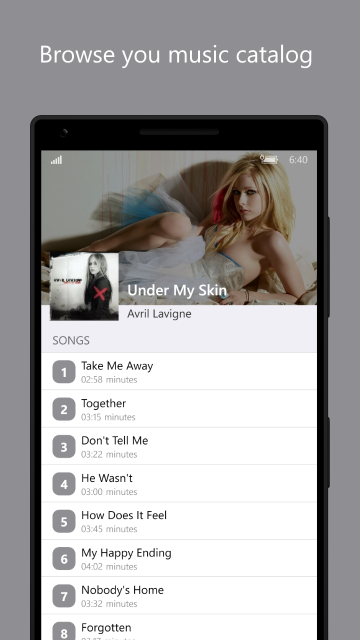 Browse you music catalog
6:40
Under My Skin
Avril Lavigne
SONGS
1 Take Me Away
02:58 minutes
2 Together
03:15 minutes
3 Don't Tell Me
03:22 minutes
4 He Wasn't
03:00 minutes
5 How Does It Feel
03:45 minutes
6 My Happy Ending
04:02 minutes
7 Nobody's Home
03:32 minutes
8 Forgotten
minutes